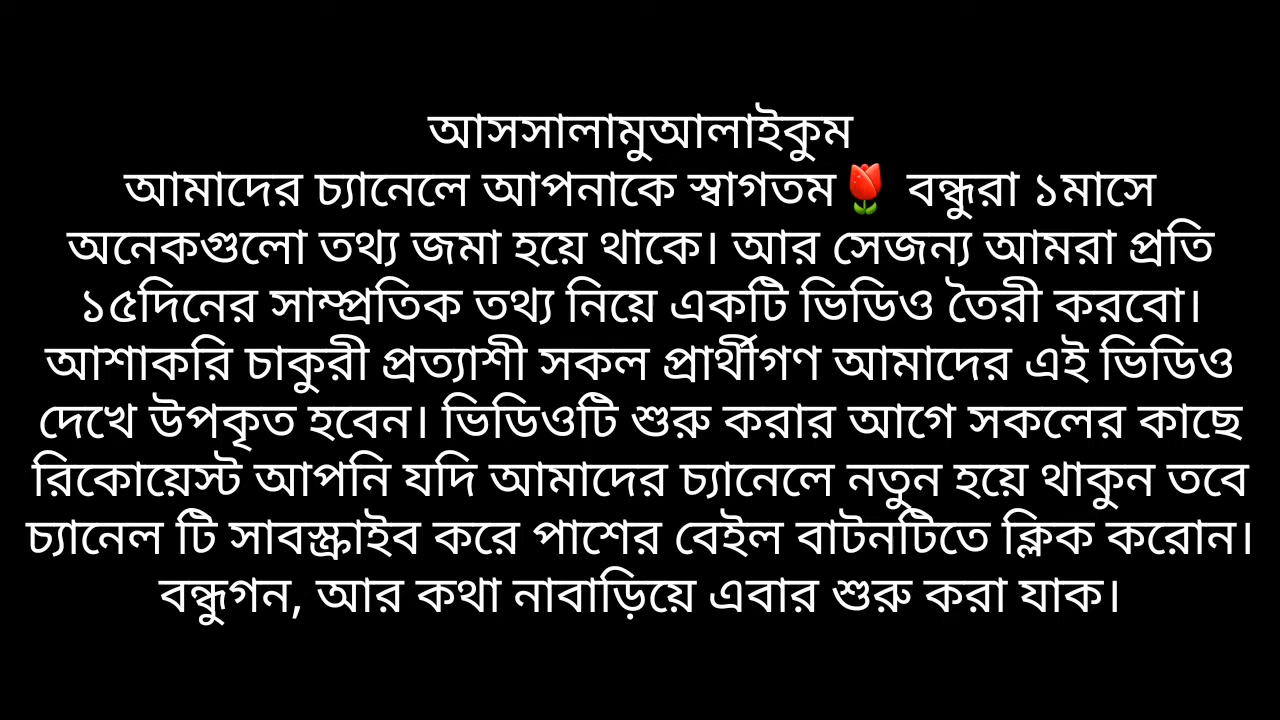 আসসালামুআলাইকুম
আমাদের চ্যানেলে আপনাকে স্বাগতম🌷 বন্ধুরা ১মাসে
অনেকগুলো তথ্য জমা হয়ে থাকে। আর সেজন্য আমরা প্রতি
১৫দিনের সাম্প্রতিক তথ্য নিয়ে একটি ভিডিও তৈরী করবো।
আশাকরি চাকুরী প্রত্যাশী সকল প্রার্থীগণ আমাদের এই ভিডিও
দেখে উপকৃত হবেন। ভিডিওটি শুরু করার আগে সকলের কাছে
রিকোয়েস্ট আপনি যদি আমাদের চ্যানেলে নতুন হয়ে থাকুন তবে
চ্যানেল টি সাবস্ক্রাইব করে পাশের বেইল বাটনটিতে ক্লিক করোন।
বন্ধুগন, আর কথা নাবাড়িয়ে এবার শুরু করা যাক।